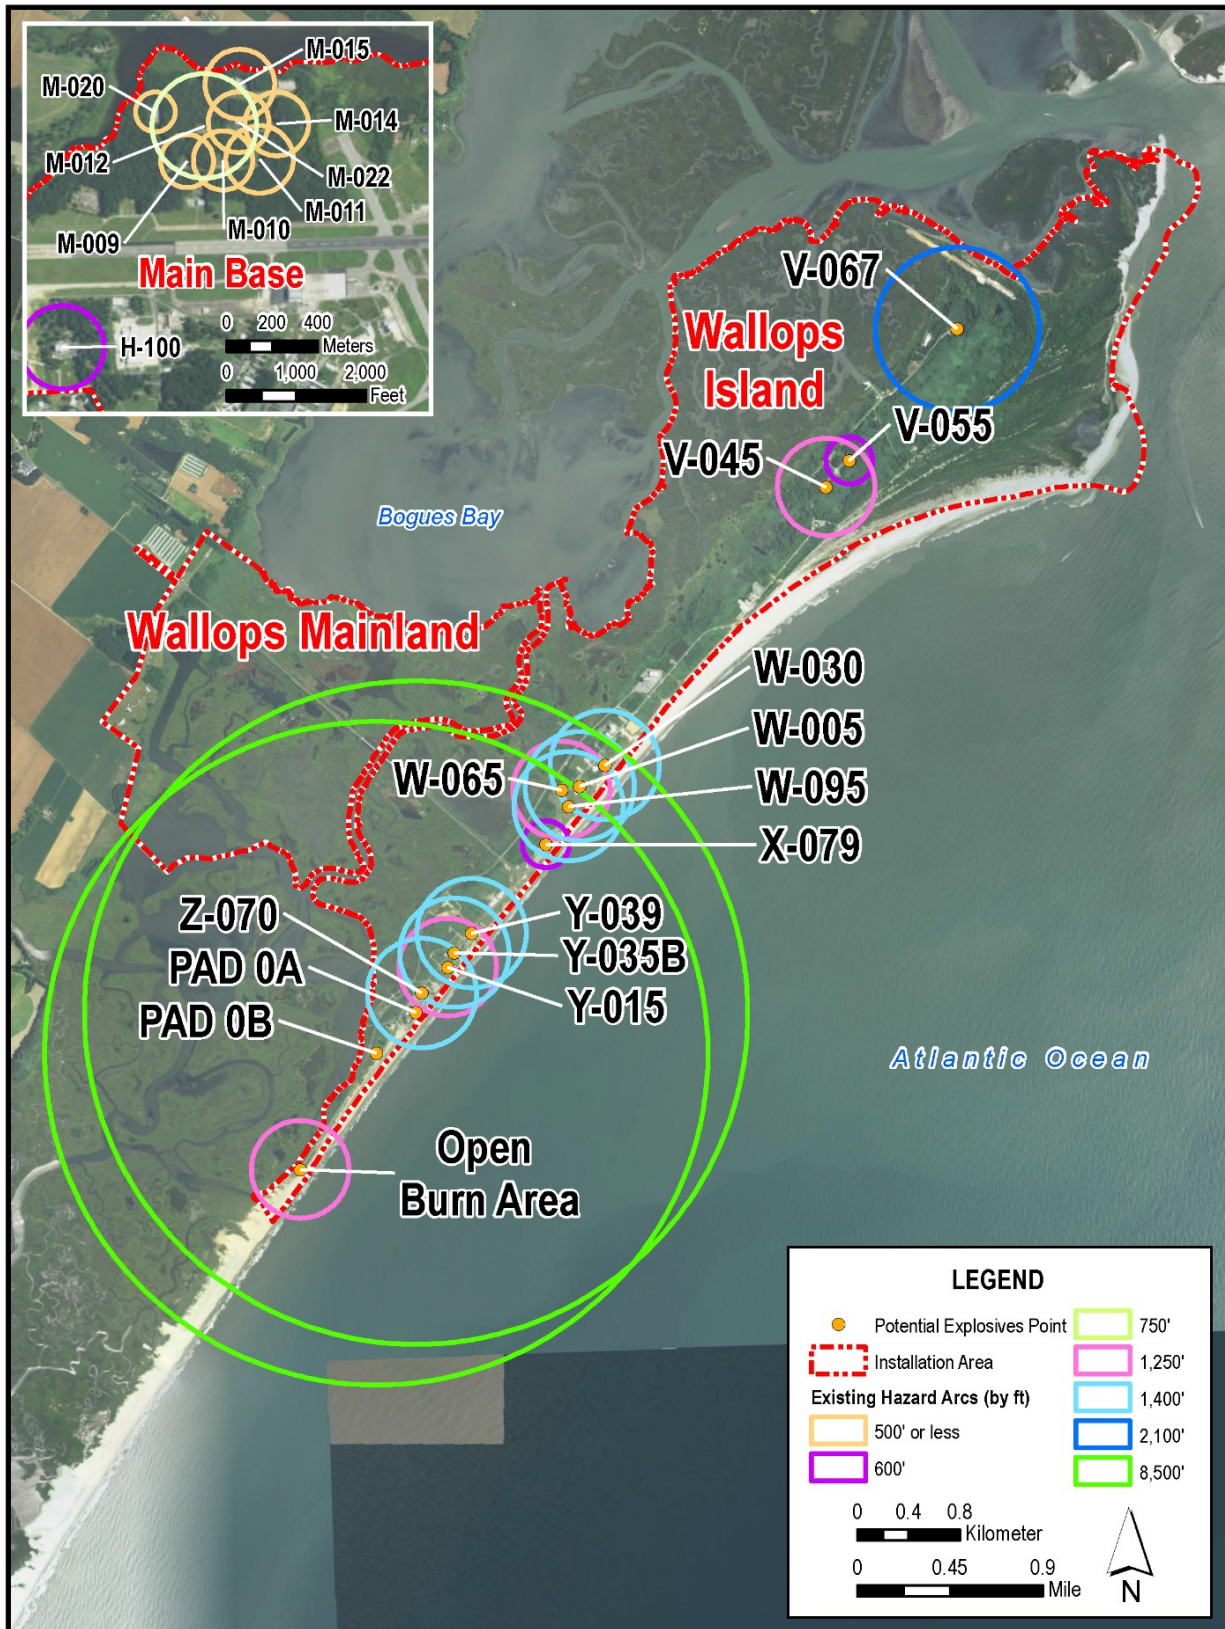 M-015
M-020
M-014
M-012
M-022
M-011
M-010
M-009
Main Base
H-100
0 200 400
Meters
0 1,000 2,000
Feet
V-067
Wallops
Island
V-055
V-045
Bogues Bay
Wallops Mainland
W-030
W-005
W-065
W-095
X-079
Z-070
Y-039
PAD 0A
Y-035B
PAD 0B
Y-015
Atlantic Ocean
Open
Burn Area
LEGEND
Potential Explosives Point
Installation Area
Existing Hazard Arcs (by ft)
500' or less
600'
750'
1,250'
1,400'
2,100'
8,500'
0 0.4 0.8
Kilometer
0 0.45 0.9
Mile
N